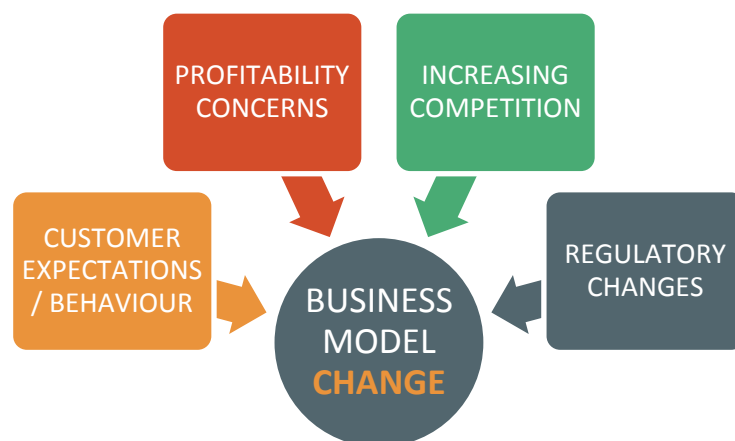 PROFITABILITY
CONCERNS
INCREASING
COMPETITION
CUSTOMER
EXPECTATIONS
/ BEHAVIOUR
REGULATORY
CHANGES
BUSINESS
MODEL
CHANGE